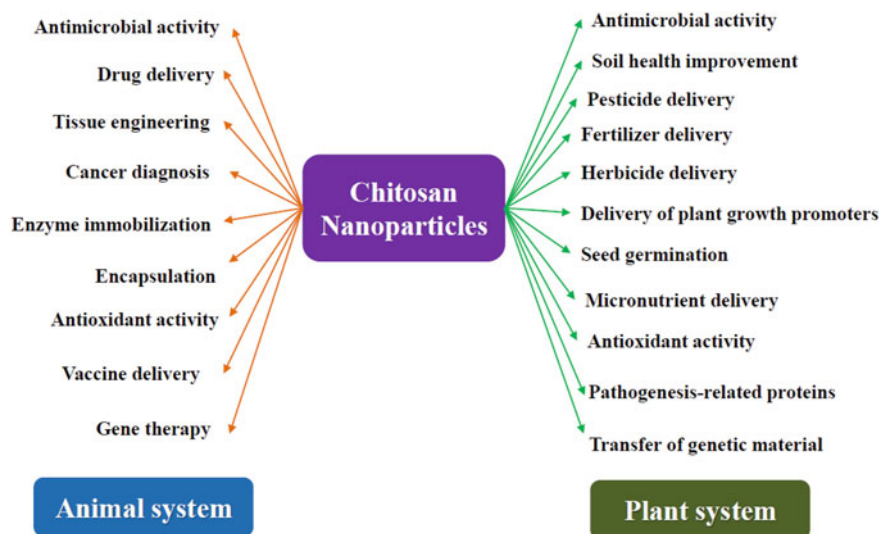 Antimicrobial activity
Drug delivery
Tissue engineering
Cancer diagnosis
Enzyme immobilization
Encapsulation
Antioxidant activity
Vaccine delivery
Gene therapy
Animal system
Chitosan
Nanoparticles
Antimicrobial activity
Soil health improvement
Pesticide delivery
Fertilizer delivery
Herbicide delivery
Delivery of plant growth promoters
Seed germination
Micronutrient delivery
Antioxidant activity
Pathogenesis-related proteins
Transfer of genetic material
Plant system